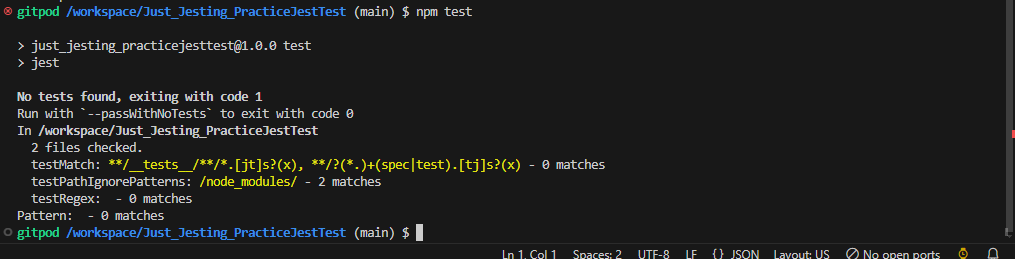 gitpod /workspace/Just_Jesting_PracticeJestTest (main) $ npm test
> just_jesting_practicejesttest@1.0.0 test
> jest
No tests found, exiting with code 1
Run with `--passWithNoTests` to exit with code 0
In /workspace/Just_Jesting_PracticeJestTest
  2 files checked.
  testMatch: **/__tests__/**/*.[jt]s?(x), **/?(*.)+(spec|test).[tj]s?(x) - 0 matches
  testPathIgnorePatterns: /node_modules/ - 2 matches
  testRegex:  - 0 matches
Pattern:  - 0 matches
gitpod /workspace/Just_Jesting_PracticeJestTest (main) $
Ln 1, Col 1 Spaces: 2 UTF-8 LF {} JSON Layout: US No open ports